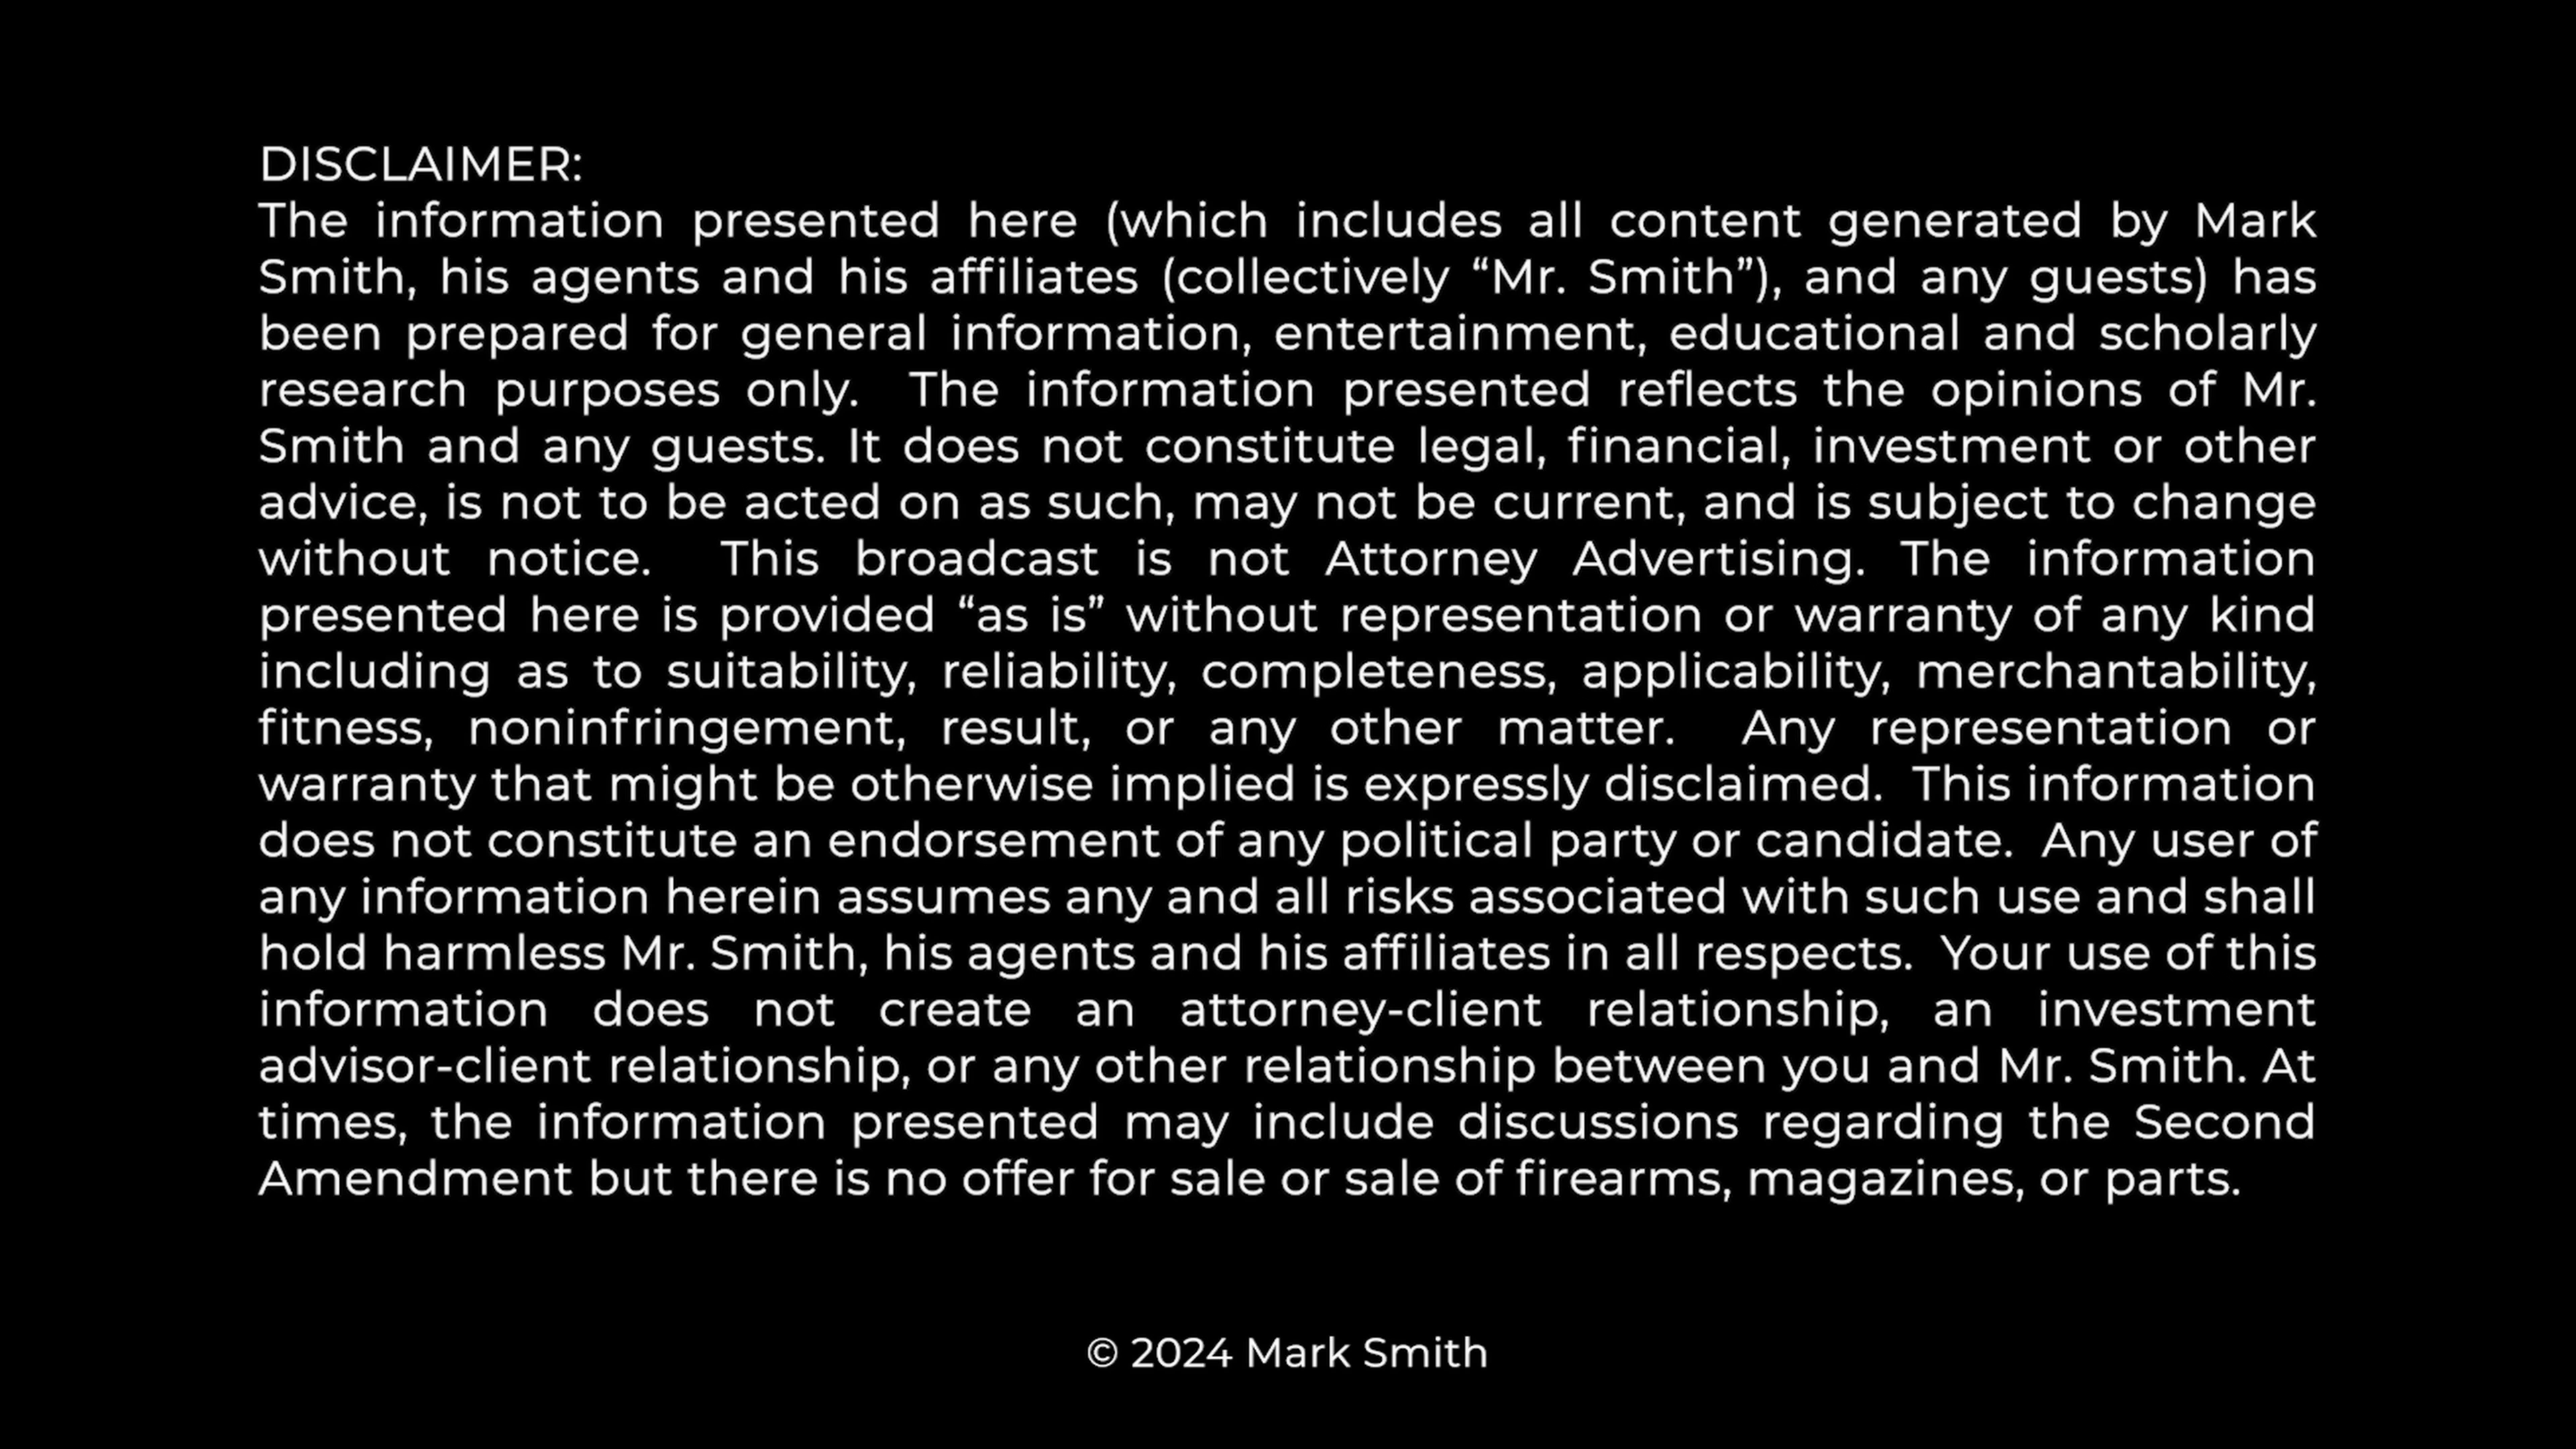 DISCLAIMER:
The information presented here (which includes all content generated by Mark
Smith, his agents and his affiliates (collectively “Mr. Smith”), and any guests) has
been prepared for general information, entertainment, educational and scholarly
research purposes only.  The information presented reflects the opinions of Mr.
Smith and any guests. It does not constitute legal, financial, investment or other
advice, is not to be acted on as such, may not be current, and is subject to change
without notice.  This broadcast is not Attorney Advertising. The information
presented here is provided “as is” without representation or warranty of any kind
including as to suitability, reliability, completeness, applicability, merchantability,
fitness, noninfringement, result, or any other matter.  Any representation or
warranty that might be otherwise implied is expressly disclaimed.  This information
does not constitute an endorsement of any political party or candidate.  Any user of
any information herein assumes any and all risks associated with such use and shall
hold harmless Mr. Smith, his agents and his affiliates in all respects.  Your use of this
information does not create an attorney-client relationship, an investment
advisor-client relationship, or any other relationship between you and Mr. Smith. At
times, the information presented may include discussions regarding the Second
Amendment but there is no offer for sale or sale of firearms, magazines, or parts.
© 2024 Mark Smith